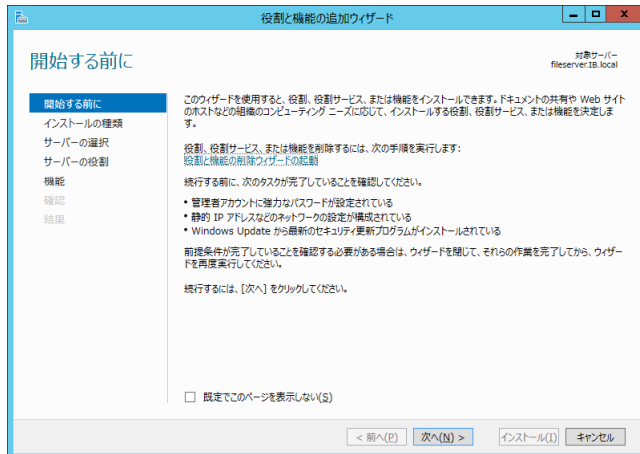 役割と機能の追加ウィザード
開始する前に
対象サーバー
fileserver.IB.local
開始する前に
インストールの種類
サーバーの選択
サーバーの役割
機能
確認
結果
このウィザードを使用すると、役割、役割サービス、または機能をインストールできます。ドキュメントの共有や Web サイト
のホストなどの組織のコンピューティング ニーズに応じて、インストールする役割、役割サービス、または機能を決定しま
す。
役割、役割サービス、または機能を削除するには、次の手順を実行します:
役割と機能の削除ウィザードの起動
続行する前に、次のタスクが完了していることを確認してください。
• 管理者アカウントに強力なパスワードが設定されている
• 静的 IP アドレスなどのネットワークの設定が構成されている
• Windows Update から最新のセキュリティ更新プログラムがインストールされている
前提条件が完了していることを確認する必要がある場合は、ウィザードを閉じて、それらの作業を完了してから、ウィザー
ドを再度実行してください。
続行するには、[次へ] をクリックしてください。
既定でこのページを表示しない(S)
< 前へ(P) 次へ(N) > インストール(I) キャンセル